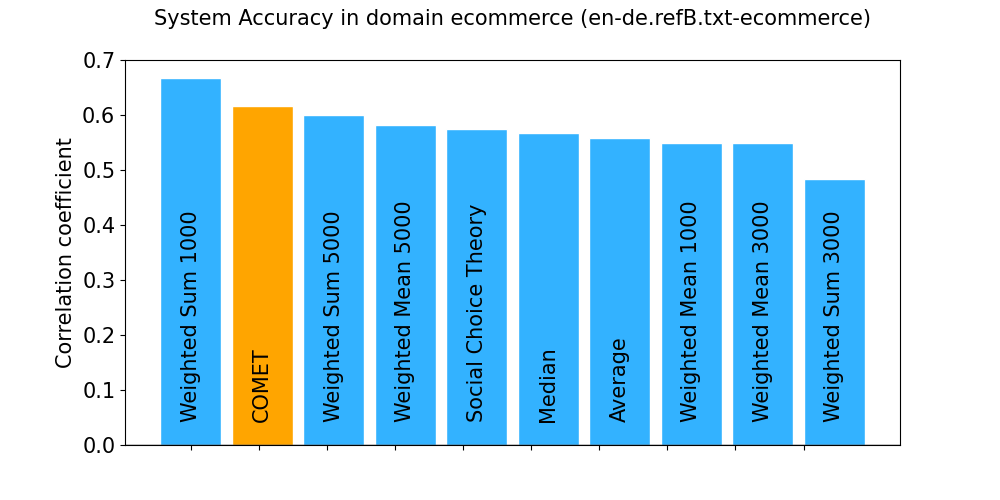 System Accuracy in domain ecommerce (en-de.refB.txt-ecommerce)
Correlation coefficient
0.7
0.6
0.5
0.4
0.3
0.2
0.1
0.0
Weighted Sum 1000
COMET
Weighted Sum 5000
Weighted Mean 5000
Social Choice Theory
Median
Average
Weighted Mean 1000
Weighted Mean 3000
Weighted Sum 3000